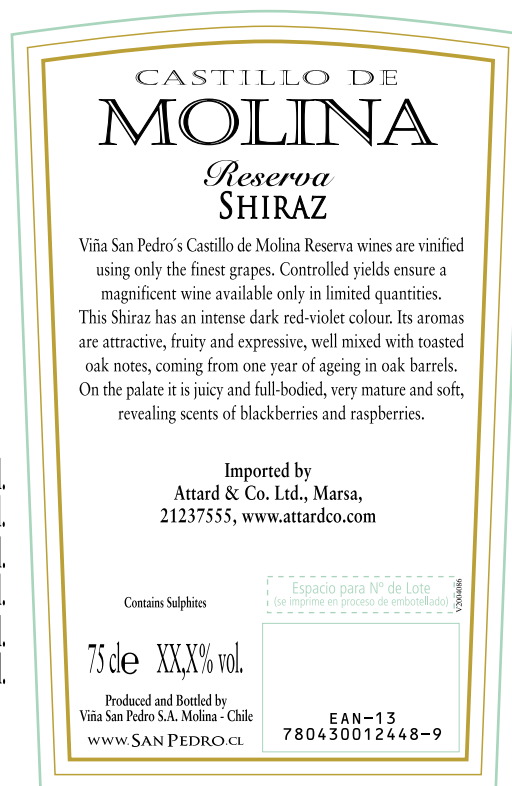 CASTILLO DE
MOLINA
Reserva
SHIRAZ
Viña San Pedro´s Castillo de Molina Reserva wines are vinified
using only the finest grapes. Controlled yields ensure a
magnificent wine available only in limited quantities.
This Shiraz has an intense dark red-violet colour. Its aromas
are attractive, fruity and expressive, well mixed with toasted
oak notes, coming from one year of ageing in oak barrels.
On the palate it is juicy and full-bodied, very mature and soft,
revealing scents of blackberries and raspberries.
Imported by
Attard & Co. Ltd., Marsa,
21237555, www.attardco.com
Espacio para Nº de Lote
(se imprime en proceso de embotellado)
V2004086
Contains Sulphites
75 cle XX,X% vol.
Produced and Bottled by
Viña San Pedro S.A. Molina - Chile
WWW.SAN PEDRO.CL
EAN-13
780430012448-9